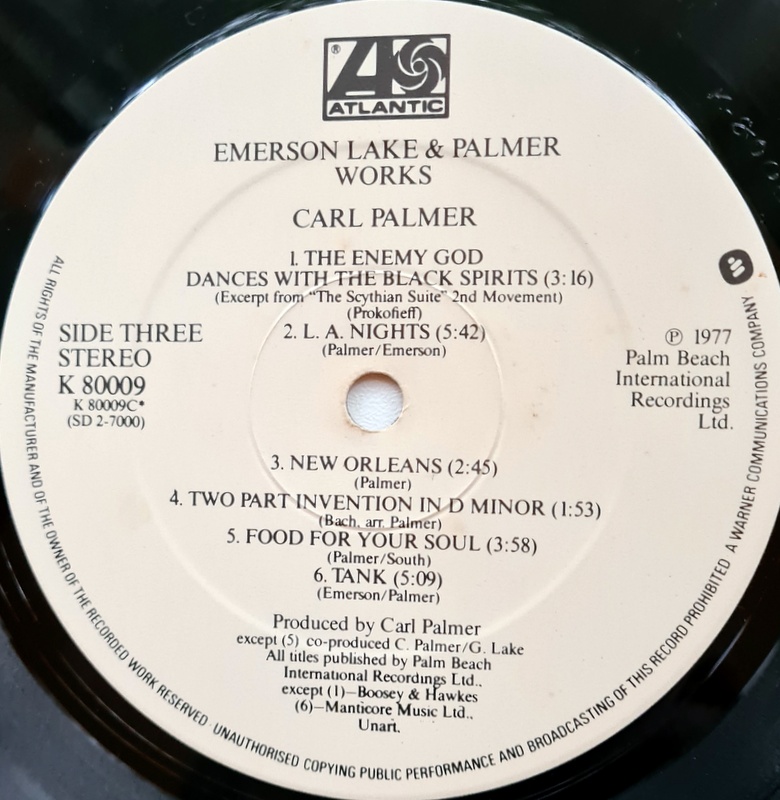 ®
ATLANTIC
EMERSON LAKE & PALMER
WORKS
CARL PALMER
1. THE ENEMY GOD
DANCES WITH THE BLACK SPIRITS (3:16)
(Excerpt from "The Scythian Suite" 2nd Movement)
(Prokofieff)
2. L. A. NIGHTS (5:42)
(Palmer/Emerson)
SIDE THREE
STEREO
K 80009
K 80009C*
(SD 2-7000)
℗ 1977
Palm Beach
International
Recordings
Ltd.
3. NEW ORLEANS (2:45)
(Palmer)
4. TWO PART INVENTION IN D MINOR (1:53)
(Bach. arr. Palmer)
5. FOOD FOR YOUR SOUL (3:58)
(Palmer/South)
6. TANK (5:09)
(Emerson/Palmer)
Produced by Carl Palmer
except (5) co-produced C. Palmer/G. Lake
All titles published by Palm Beach
International Recordings Ltd.,
except (1)—Boosey & Hawkes
(6)—Manticore Music Ltd.,
Unart.
ALL RIGHTS OF THE MANUFACTURER AND OF THE OWNER OF THE RECORDED WORK RESERVED · UNAUTHORISED COPYING PUBLIC PERFORMANCE AND BROADCASTING OF THIS RECORD PROHIBITED A WARNER COMMUNICATIONS COMPANY